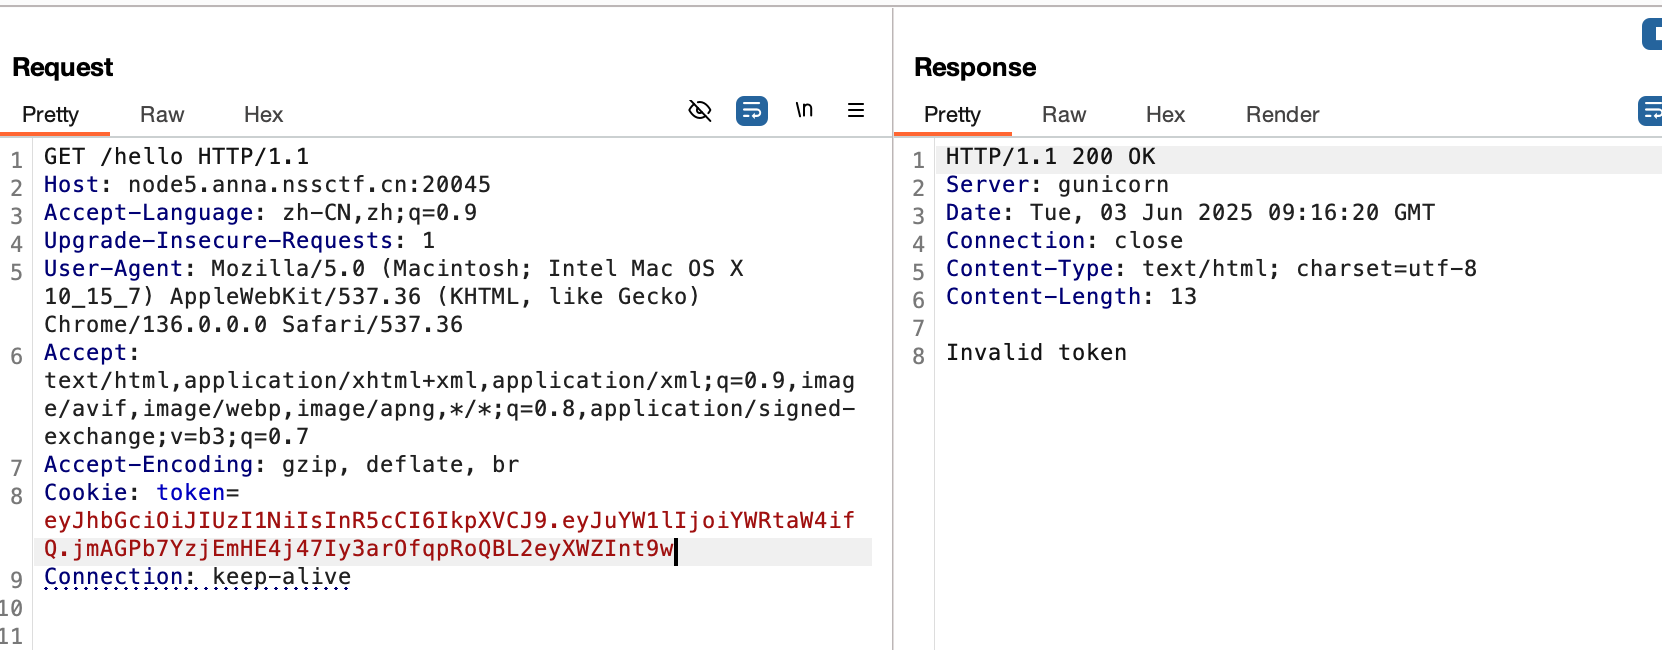 Request
Pretty Raw Hex \n
1 GET /hello HTTP/1.1
2 Host: node5.anna.nssctf.cn:20045
3 Accept-Language: zh-CN,zh;q=0.9
4 Upgrade-Insecure-Requests: 1
5 User-Agent: Mozilla/5.0 (Macintosh; Intel Mac OS X
10_15_7) AppleWebKit/537.36 (KHTML, like Gecko)
Chrome/136.0.0.0 Safari/537.36
6 Accept:
text/html,application/xhtml+xml,application/xml;q=0.9,imag
e/avif,image/webp,image/apng,*/*;q=0.8,application/signed-
exchange;v=b3;q=0.7
7 Accept-Encoding: gzip, deflate, br
8 Cookie: token=
eyJhbGciOiJIUzI1NiIsInR5cCI6IkpXVCJ9.eyJuYW1lIjoiYWRtaW4if
Q.jmAGPb7YzjEmHE4j47Iy3arOfqpRoQBL2eyXWZInt9w
9 Connection: keep-alive
10
11
Response
Pretty Raw Hex Render
1 HTTP/1.1 200 OK
2 Server: gunicorn
3 Date: Tue, 03 Jun 2025 09:16:20 GMT
4 Connection: close
5 Content-Type: text/html; charset=utf-8
6 Content-Length: 13
7
8 Invalid token